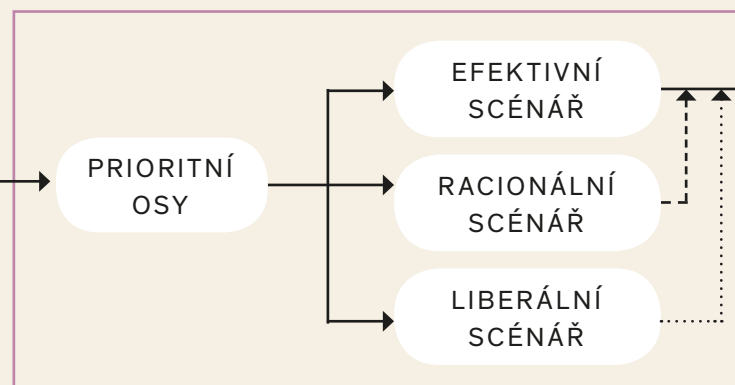 PRIORITNÍ
OSY
EFEKTIVNÍ
SCÉNÁŘ
RACIONÁLNÍ
SCÉNÁŘ
LIBERÁLNÍ
SCÉNÁŘ